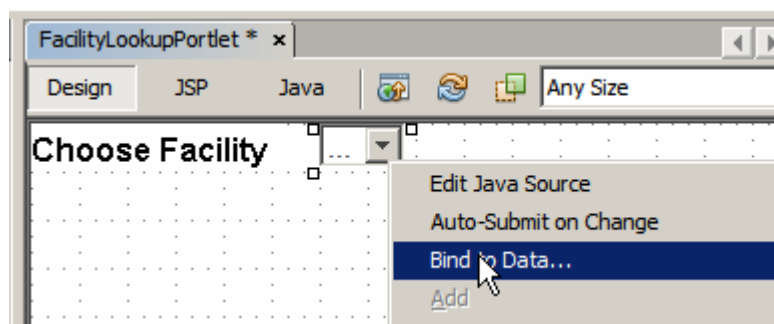 FacilityLookupPortlet * ×
Design JSP Java Any Size
Choose Facility ...
Edit Java Source
Auto-Submit on Change
Bind to Data...
Add